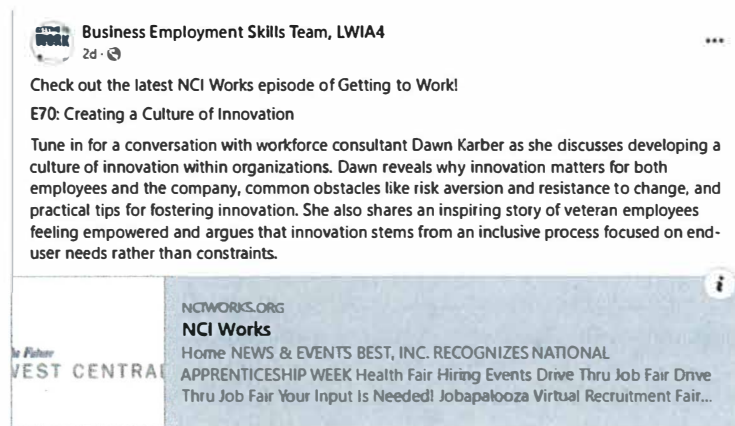 WORK
Business Employment Skills Team, LWIA4
2d ·
Check out the latest NCI Works episode of Getting to Work!
E70: Creating a Culture of Innovation
Tune in for a conversation with workforce consultant Dawn Karber as she discusses developing a
culture of innovation within organizations. Dawn reveals why innovation matters for both
employees and the company, common obstacles like risk aversion and resistance to change, and
practical tips for fostering innovation. She also shares an inspiring story of veteran employees
feeling empowered and argues that innovation stems from an inclusive process focused on end-
user needs rather than constraints.
i
NCIWORKS.ORG
NCI Works
Home NEWS & EVENTS BEST, INC. RECOGNIZES NATIONAL
APPRENTICESHIP WEEK Health Fair Hiring Events Drive Thru Job Fair Drive
Thru Job Fair Your Input Is Needed! Jobapalooza Virtual Recruitment Fair...
he Future
WEST CENTRAL